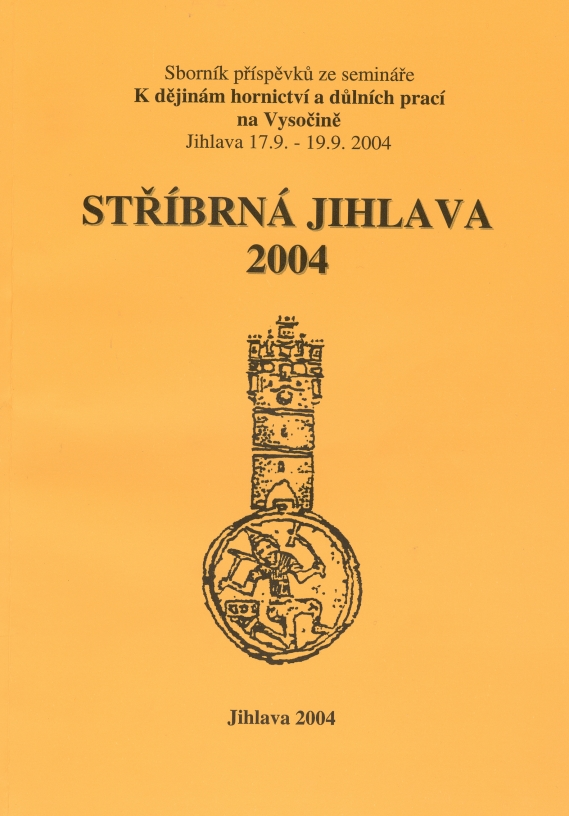 Sborník příspěvků ze semináře
K dějinám hornictví a důlních prací
na Vysočině
Jihlava 17.9. - 19.9. 2004
STŘÍBRNÁ JIHLAVA
2004
Jihlava 2004